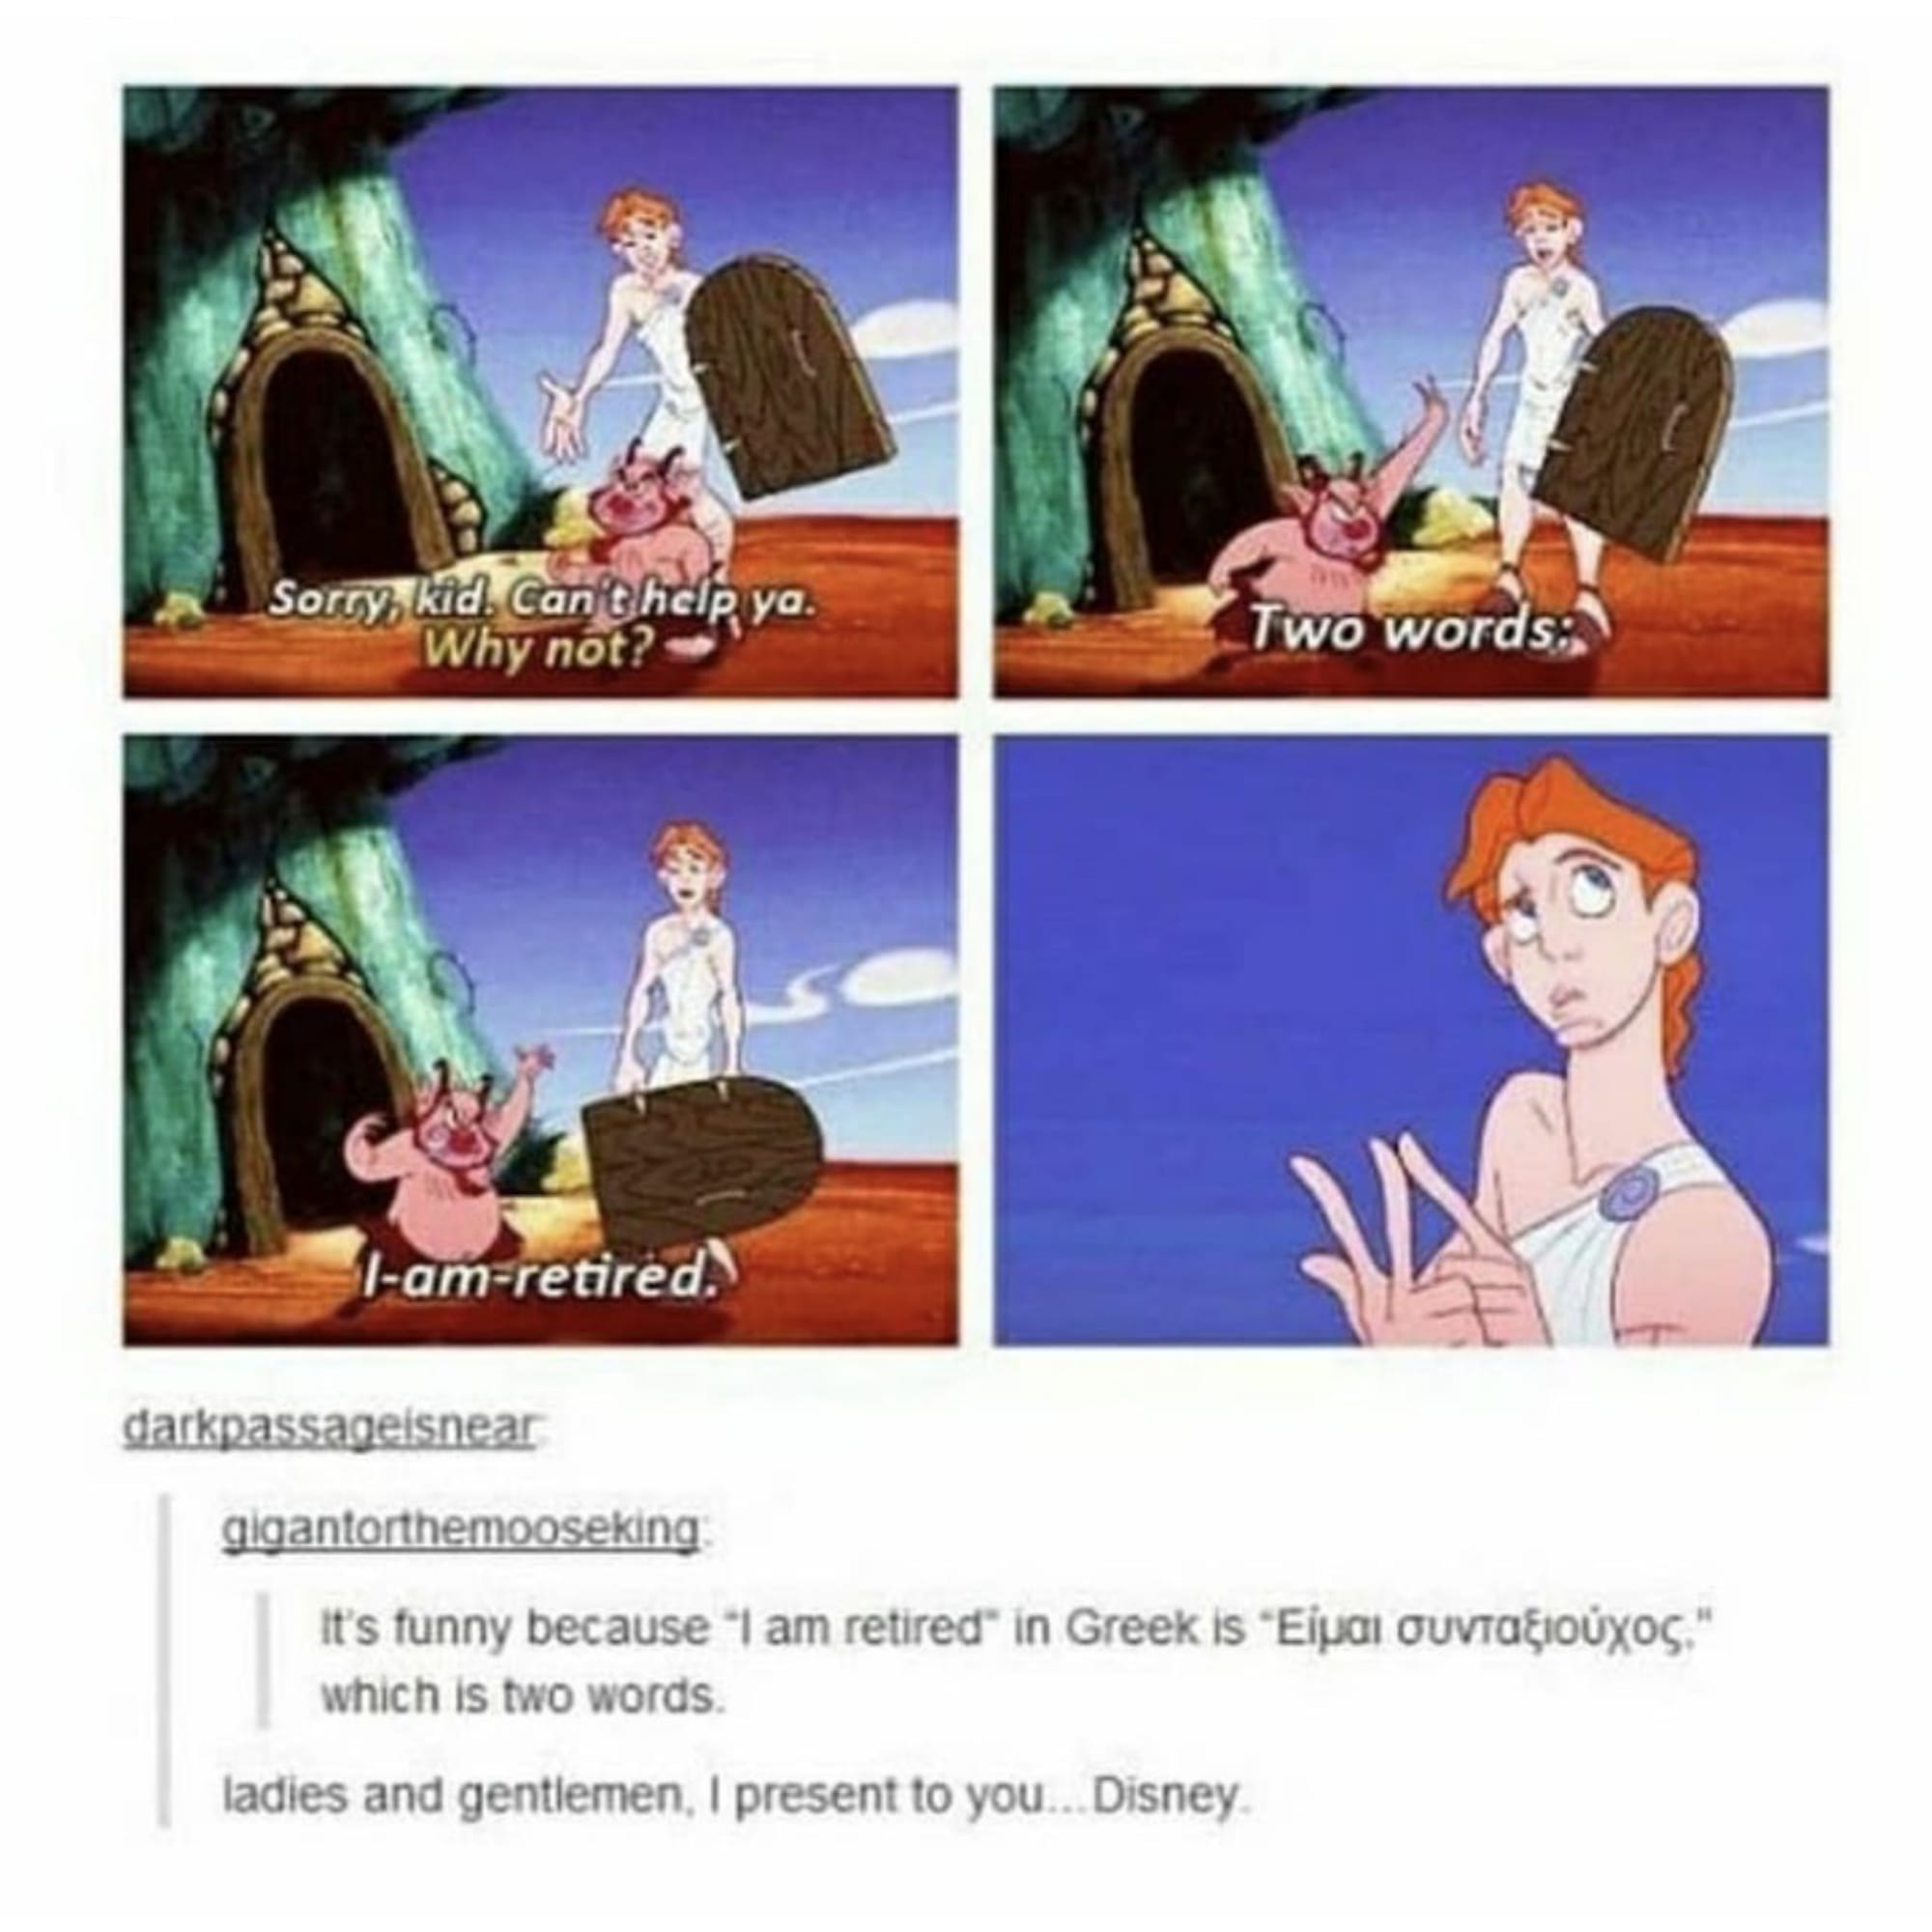 Sorry, kid. Can't help ya.
Why not?
Two words:
I-am-retired.
darkpassageisnear:
gigantorthemooseking:
It's funny because "I am retired" in Greek is "Είμαι συνταξιούχος,"
which is two words.
ladies and gentlemen, I present to you... Disney.